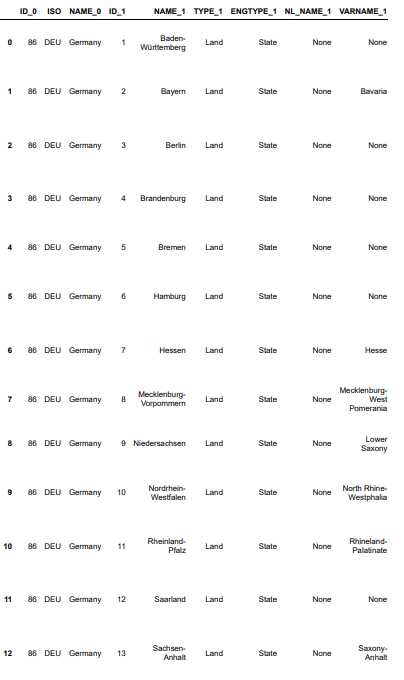 ID_0 ISO NAME_0 ID_1 NAME_1 TYPE_1 ENGTYPE_1 NL_NAME_1 VARNAME_1
0 86 DEU Germany 1 Baden-
Württemberg Land State None None
1 86 DEU Germany 2 Bayern Land State None Bavaria
2 86 DEU Germany 3 Berlin Land State None None
3 86 DEU Germany 4 Brandenburg Land State None None
4 86 DEU Germany 5 Bremen Land State None None
5 86 DEU Germany 6 Hamburg Land State None None
6 86 DEU Germany 7 Hessen Land State None Hesse
7 86 DEU Germany 8 Mecklenburg-
Vorpommern Land State None Mecklenburg-
West
Pomerania
8 86 DEU Germany 9 Niedersachsen Land State None Lower
Saxony
9 86 DEU Germany 10 Nordrhein-
Westfalen Land State None North Rhine-
Westphalia
10 86 DEU Germany 11 Rheinland-
Pfalz Land State None Rhineland-
Palatinate
11 86 DEU Germany 12 Saarland Land State None None
12 86 DEU Germany 13 Sachsen-
Anhalt Land State None Saxony-
Anhalt